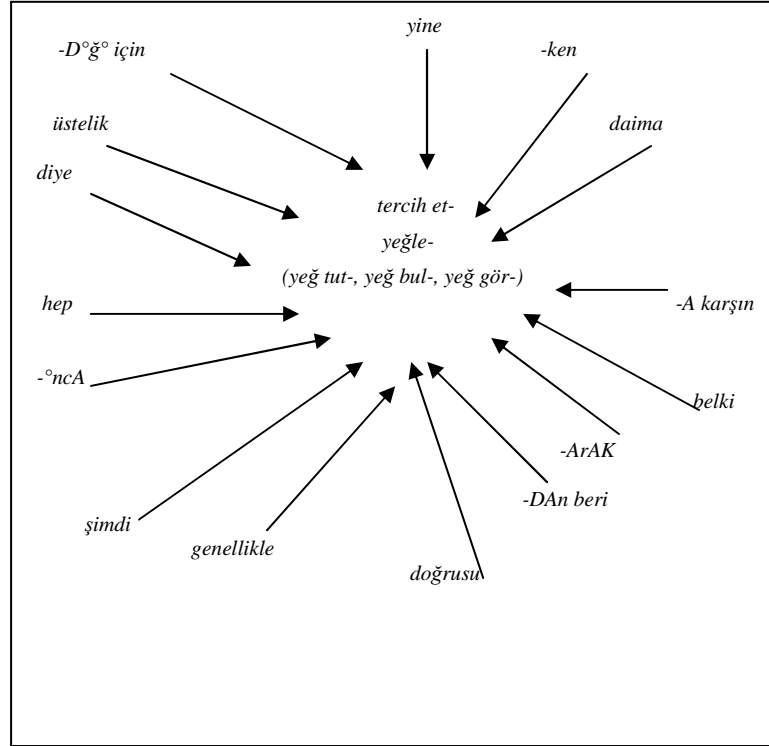 yine
-D°ğ° için
-ken
üstelik
daima
diye
tercih et-
yeğle-
(yeğ tut-, yeğ bul-, yeğ gör-)
hep
-A karşın
-°ncA
belki
-ArAK
-DAn beri
şimdi
genellikle
doğrusu